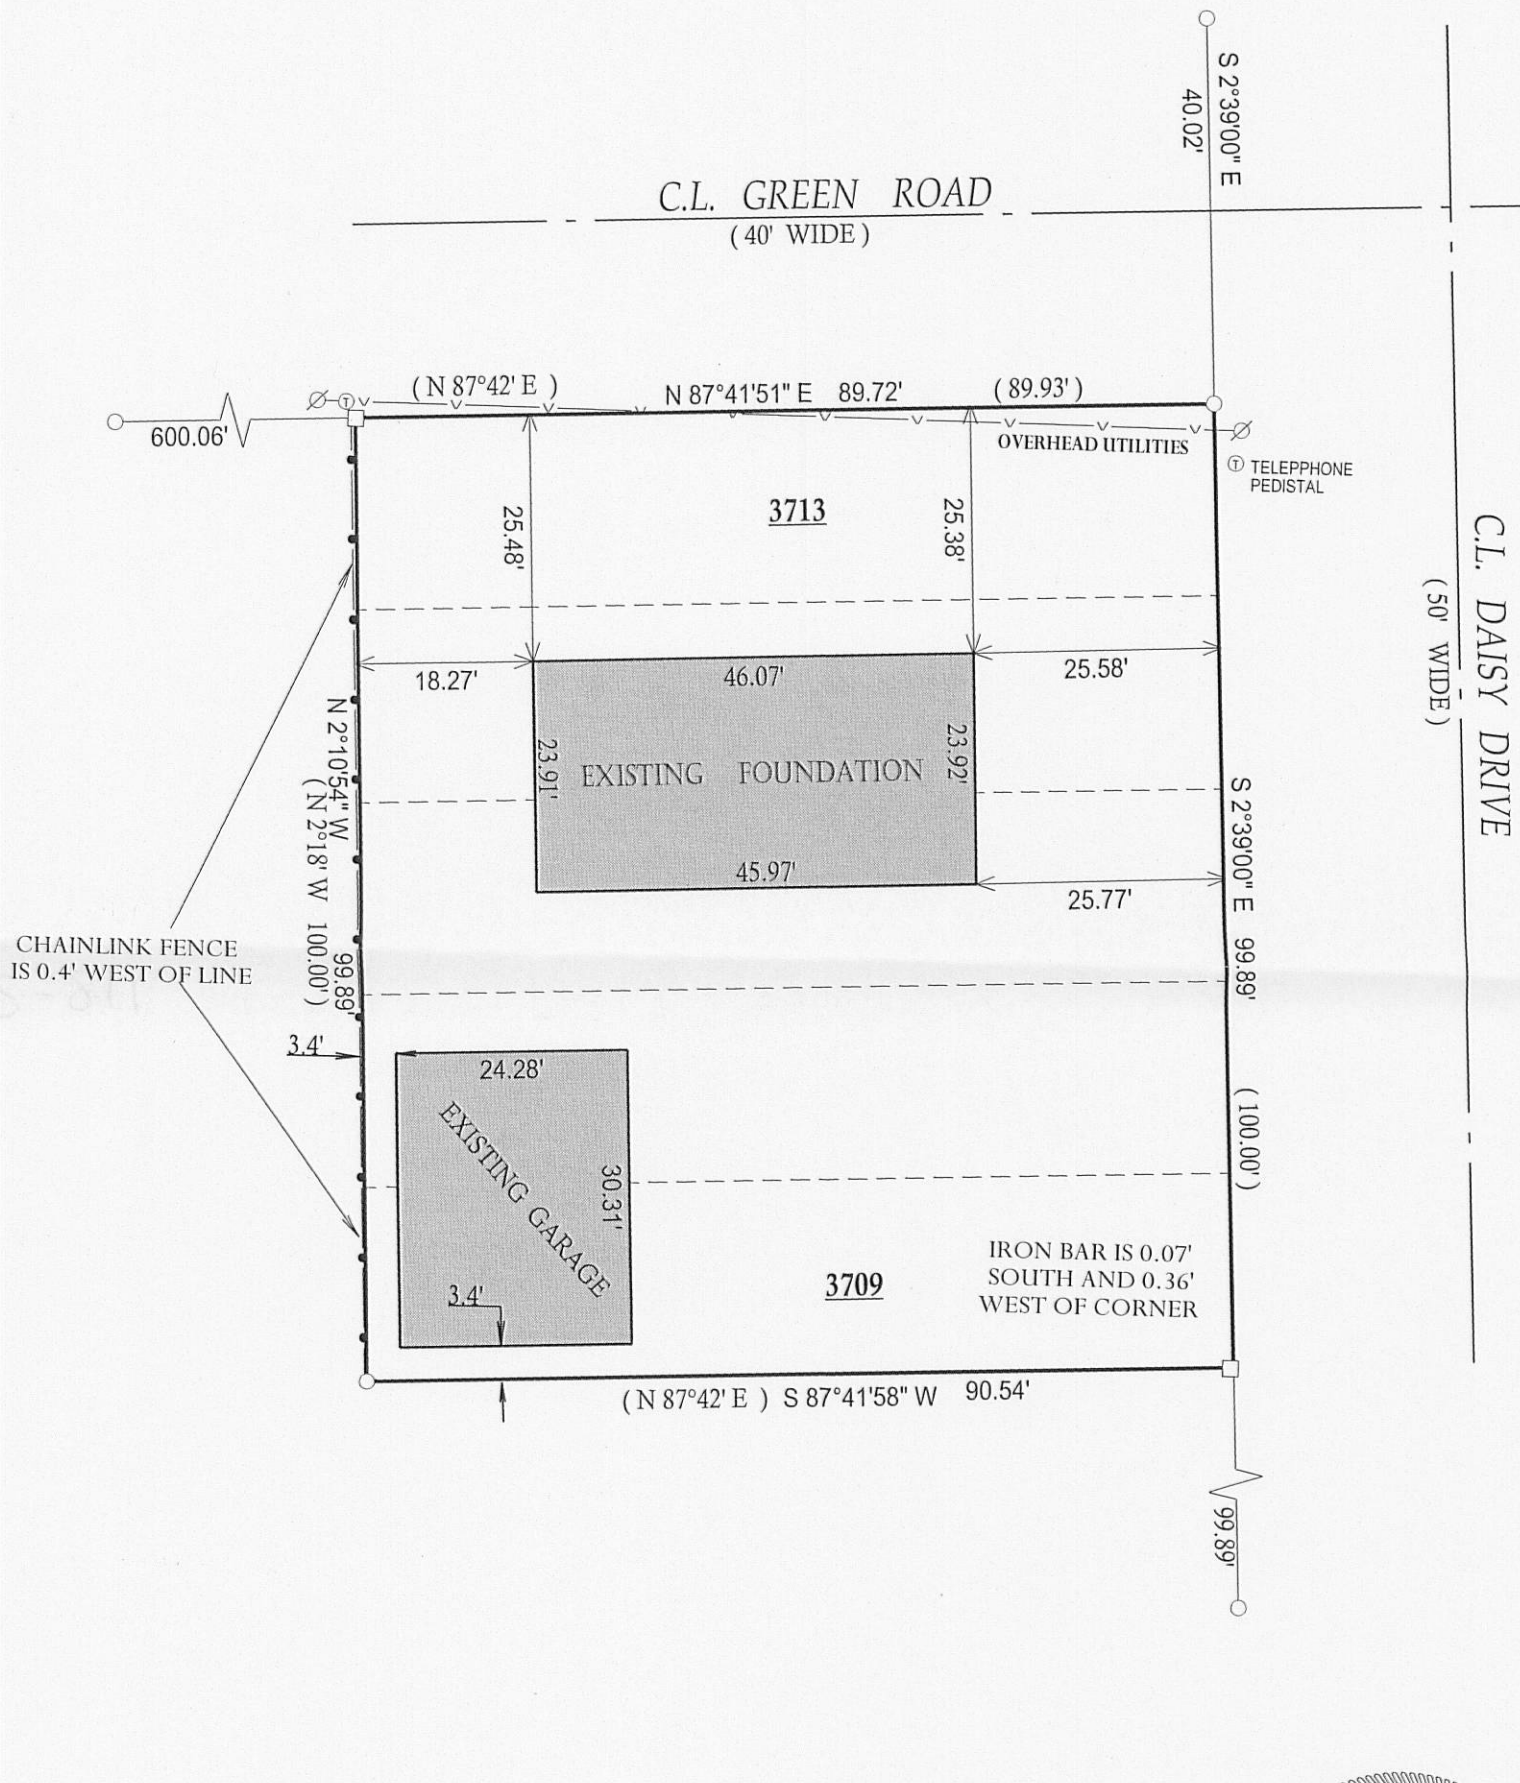 S 2°39'00" E
40.02'
C.L. GREEN ROAD
( 40' WIDE )
( N 87°42' E )
N 87°41'51" E 89.72'
( 89.93' )
600.06'
T
OVERHEAD UTILITIES
T TELEPPHONE
PEDISTAL
3713
25.48'
25.38'
C.L. DAISY DRIVE
( 50' WIDE )
18.27'
46.07'
25.58'
N 2°10'54" W 99.89'
( N 2°18' W 100.00' )
23.91'
EXISTING FOUNDATION
23.92'
S 2°39'00" E 99.89'
( 100.00' )
45.97'
25.77'
CHAINLINK FENCE
IS 0.4' WEST OF LINE
3.4'
24.28'
EXISTING GARAGE
30.31'
3.4'
3709
IRON BAR IS 0.07'
SOUTH AND 0.36'
WEST OF CORNER
( N 87°42' E ) S 87°41'58" W 90.54'
99.89'